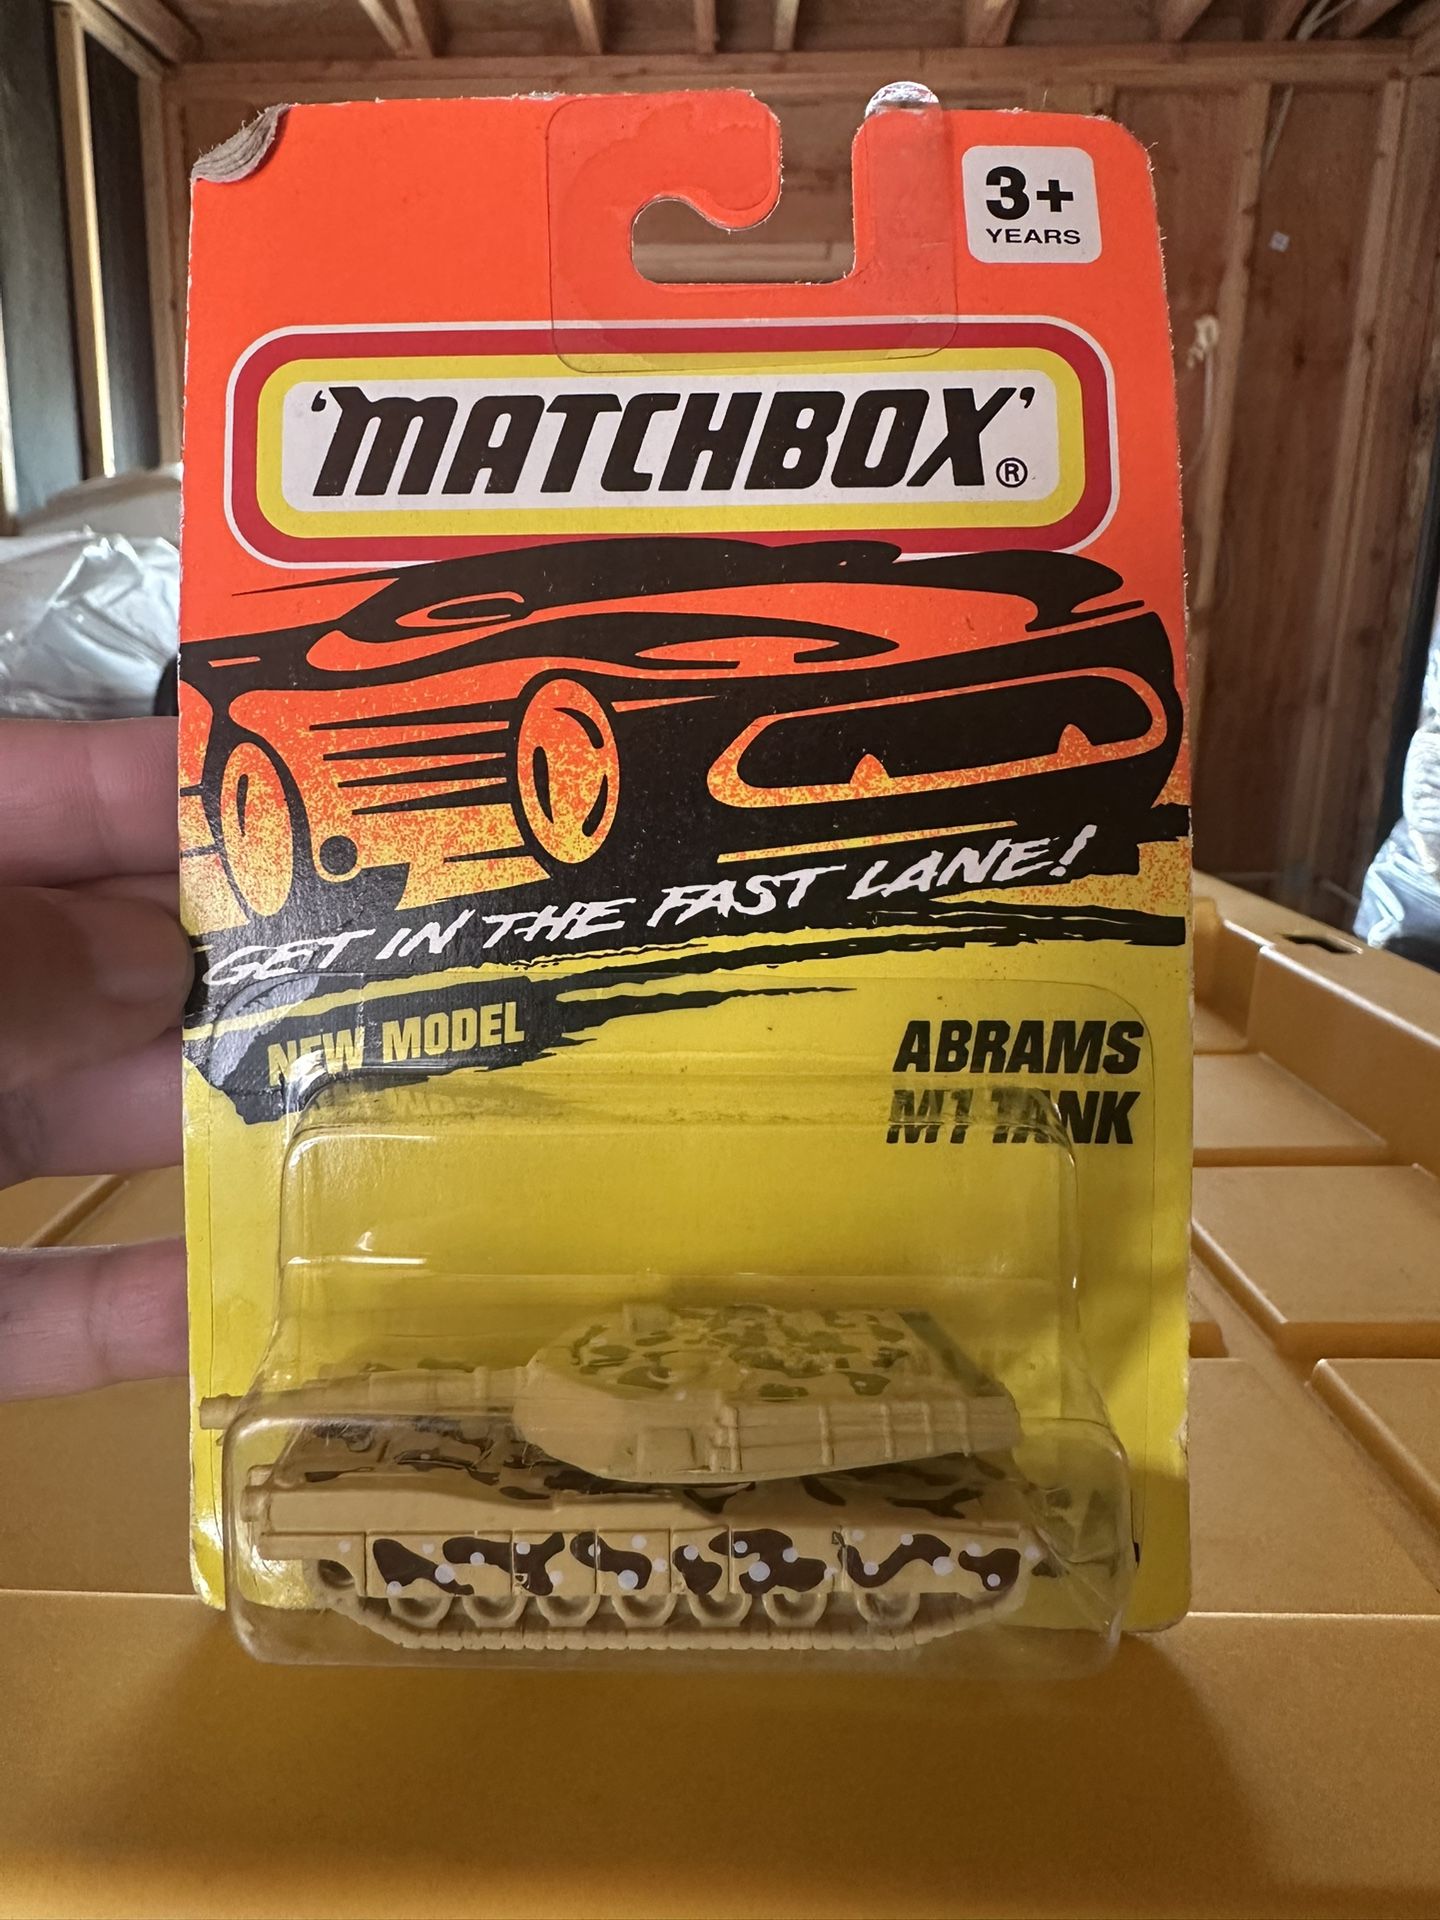 3+
YEARS
'MATCHBOX'®
GET IN THE FAST LANE!
NEW MODEL
ABRAMS
M1 TANK